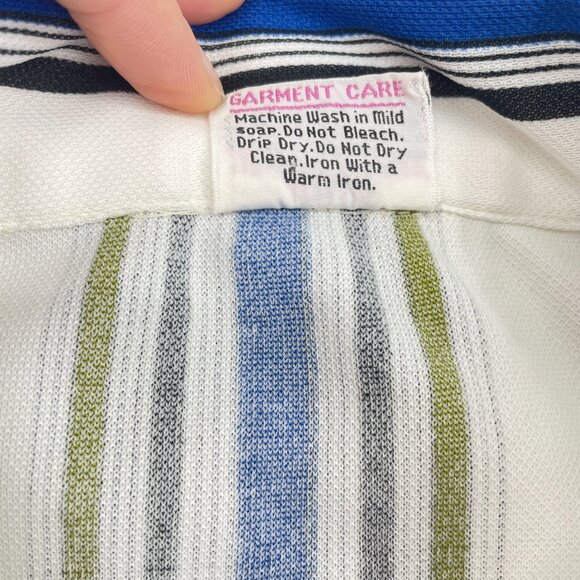 GARMENT CARE
Machine Wash in Mild
SOAP. Do Not Bleach.
Drip Dry. Do Not Dry
Clean. Iron With a
Warm Iron.